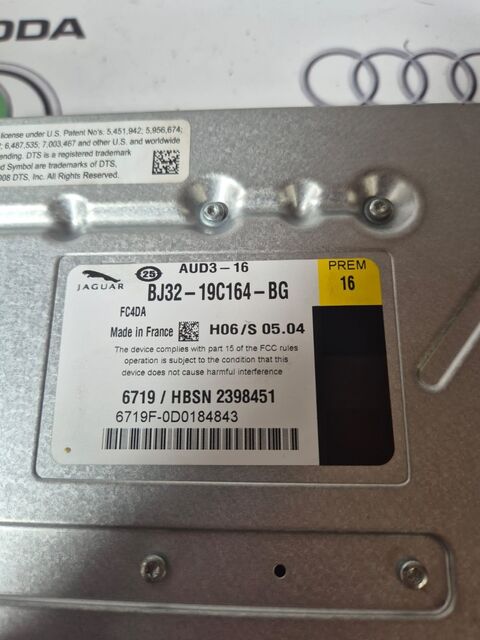 ODA
license under U.S. Patent No's: 5,451,942; 5,956,674;
6,487,535; 7,003,467 and other U.S. and worldwide
ending. DTS is a registered trademark
d Symbol are trademarks of DTS,
008 DTS, Inc. All Rights Reserved.
JAGUAR
25
AUD3-16
PREM
16
BJ32-19C164-BG
FC4DA
Made in France
H06/S 05.04
The device complies with part 15 of the FCC rules
operation is subject to the condition that this
device does not cause harmful interference
6719 / HBSN 2398451
6719F-0D0184843